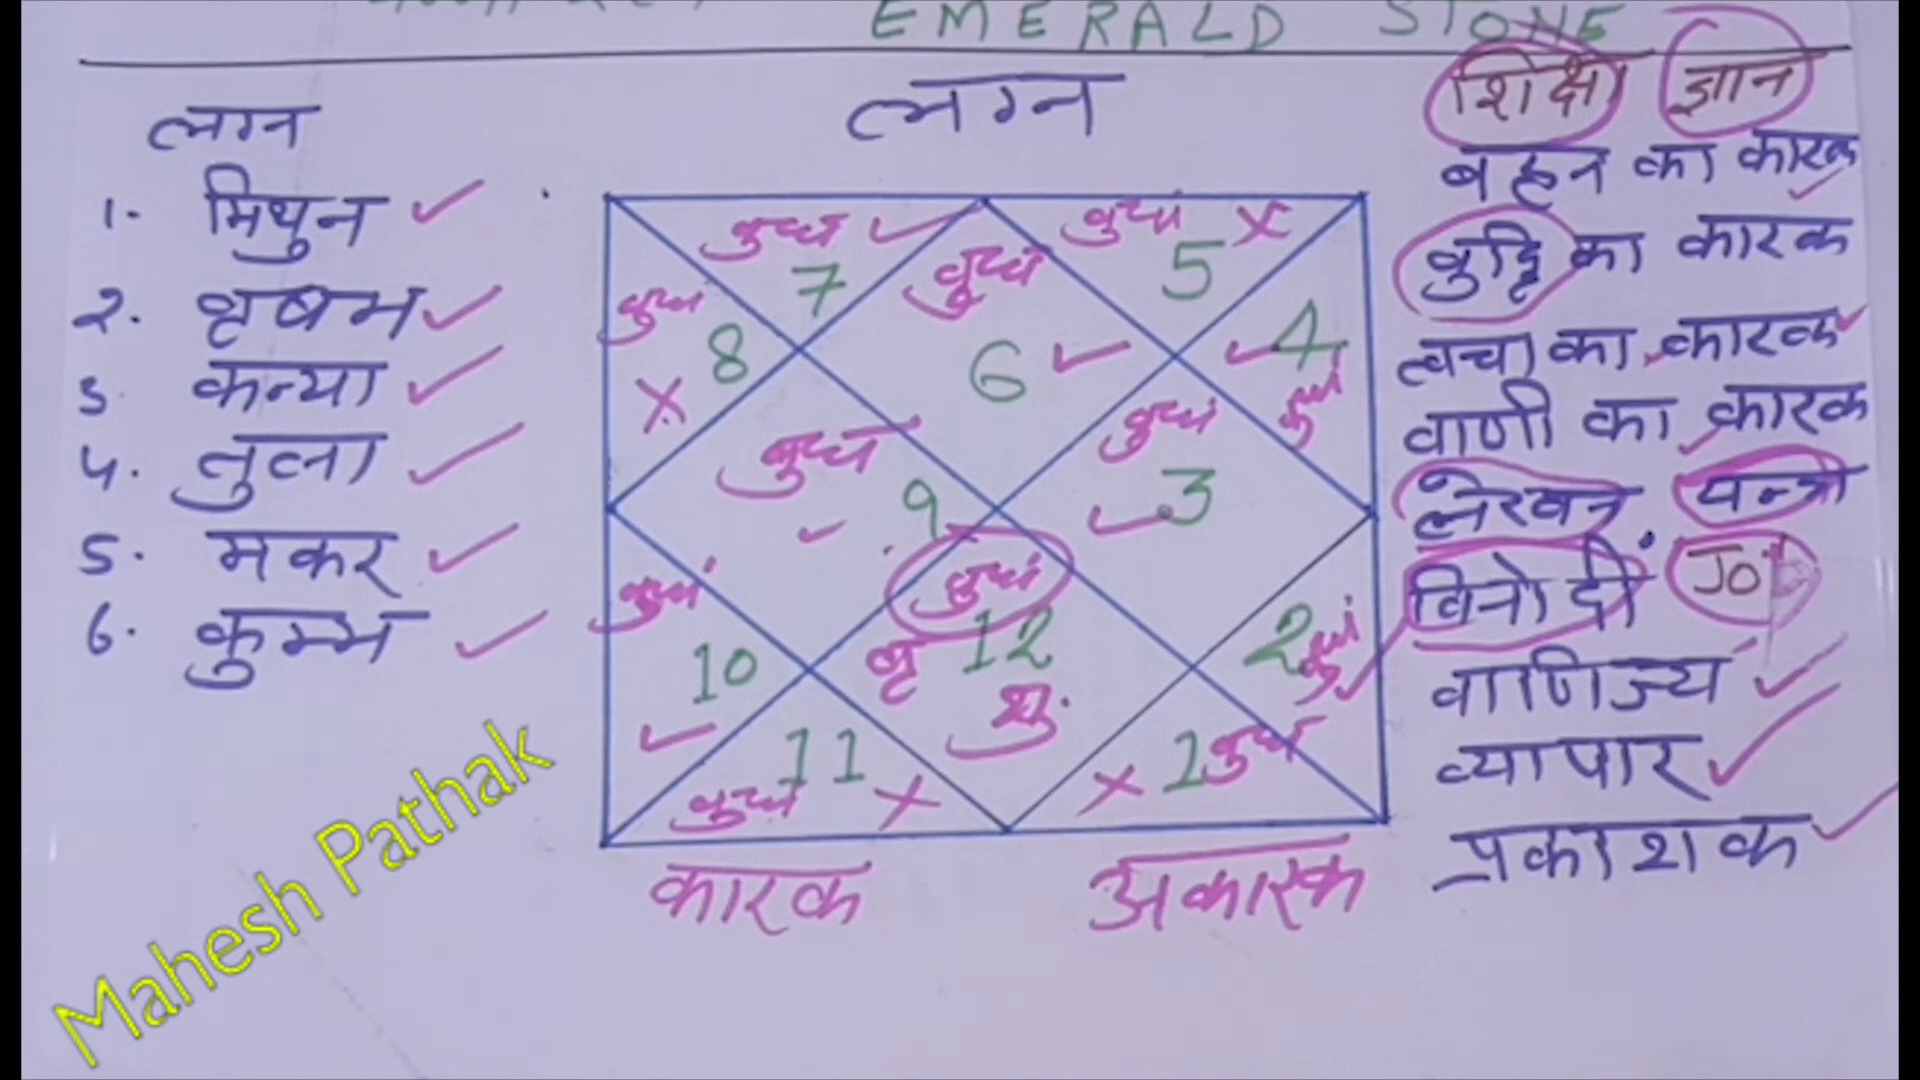 EMERALD STONE
लग्न
1. मिथुन
2. वृषभ
3. कन्या
4. तुला
5. मकर
6. कुम्भ
लग्न
बुध
7
बुध
5
बुध
8
बुध
6
4
बुध
बुध
9
बुध
3
बुध
10
बुध
12
बृ
शु.
2
बुध
11
बुध
1 बुध
कारक
अकारक
शिक्षा ज्ञान
बहन का कारक
बुद्धि का कारक
त्वचा का कारक
वाणी का कारक
लेखन, यन्त्री
विनोदी Job
वाणिज्य
व्यापार
प्रकाशक
Mahesh Pathak